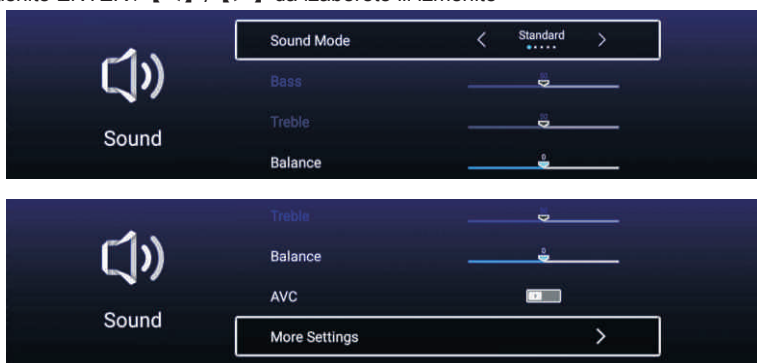 Sound Mode
Standard
Bass
Treble
Sound
Balance
Treble
Balance
AVC
Sound
More Settings